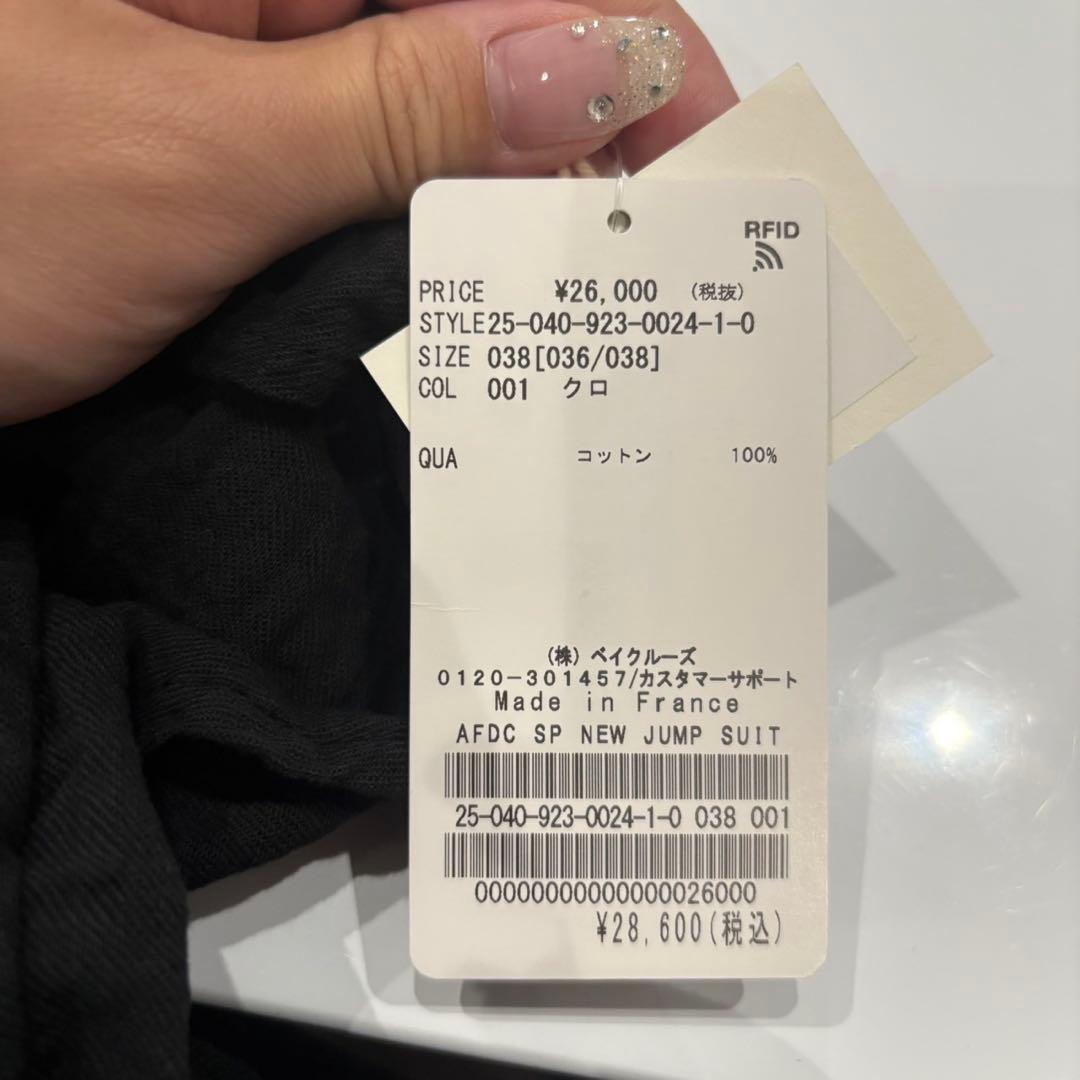 RFID
PRICE ¥26,000 (税抜)
STYLE25-040-923-0024-1-0
SIZE 038[036/038]
COL 001 クロ
QUA コットン 100%
(株) ベイクルーズ
0120-301457/カスタマーサポート
Made in France
AFDC SP NEW JUMP SUIT
25-040-923-0024-1-0 038 001
00000000000000026000
¥28,600(税込)